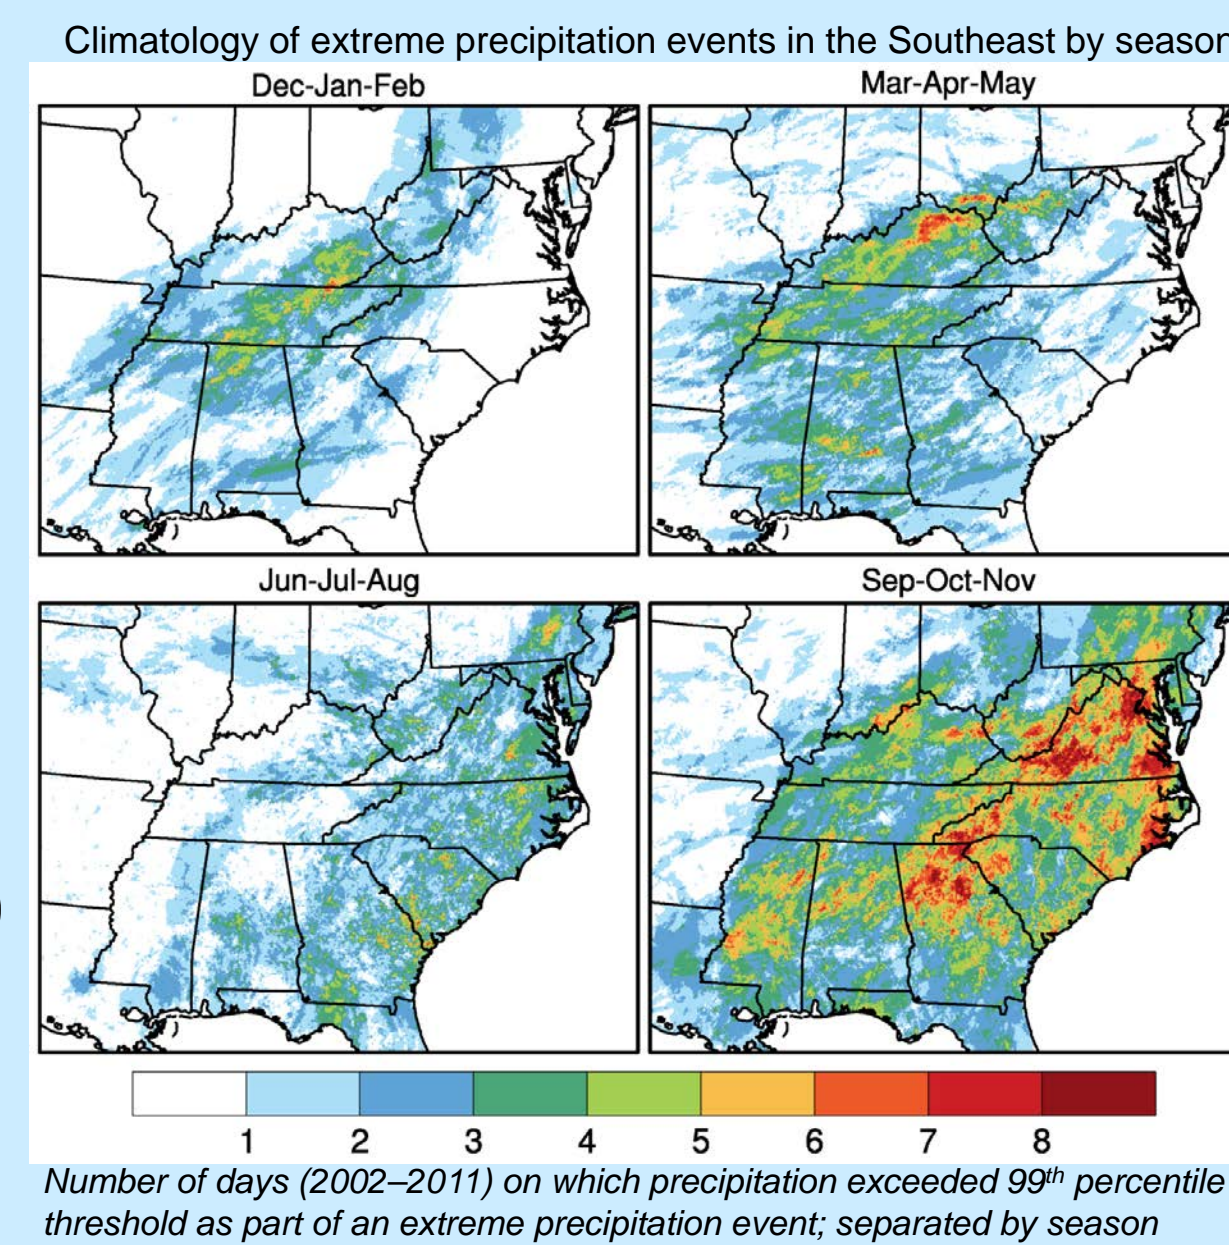 Climatology of extreme precipitation events in the Southeast by season
Dec-Jan-Feb
Mar-Apr-May
Jun-Jul-Aug
Sep-Oct-Nov
)
1 2 3 4 5 6 7 8
Number of days (2002–2011) on which precipitation exceeded 99th percentile
threshold as part of an extreme precipitation event; separated by season